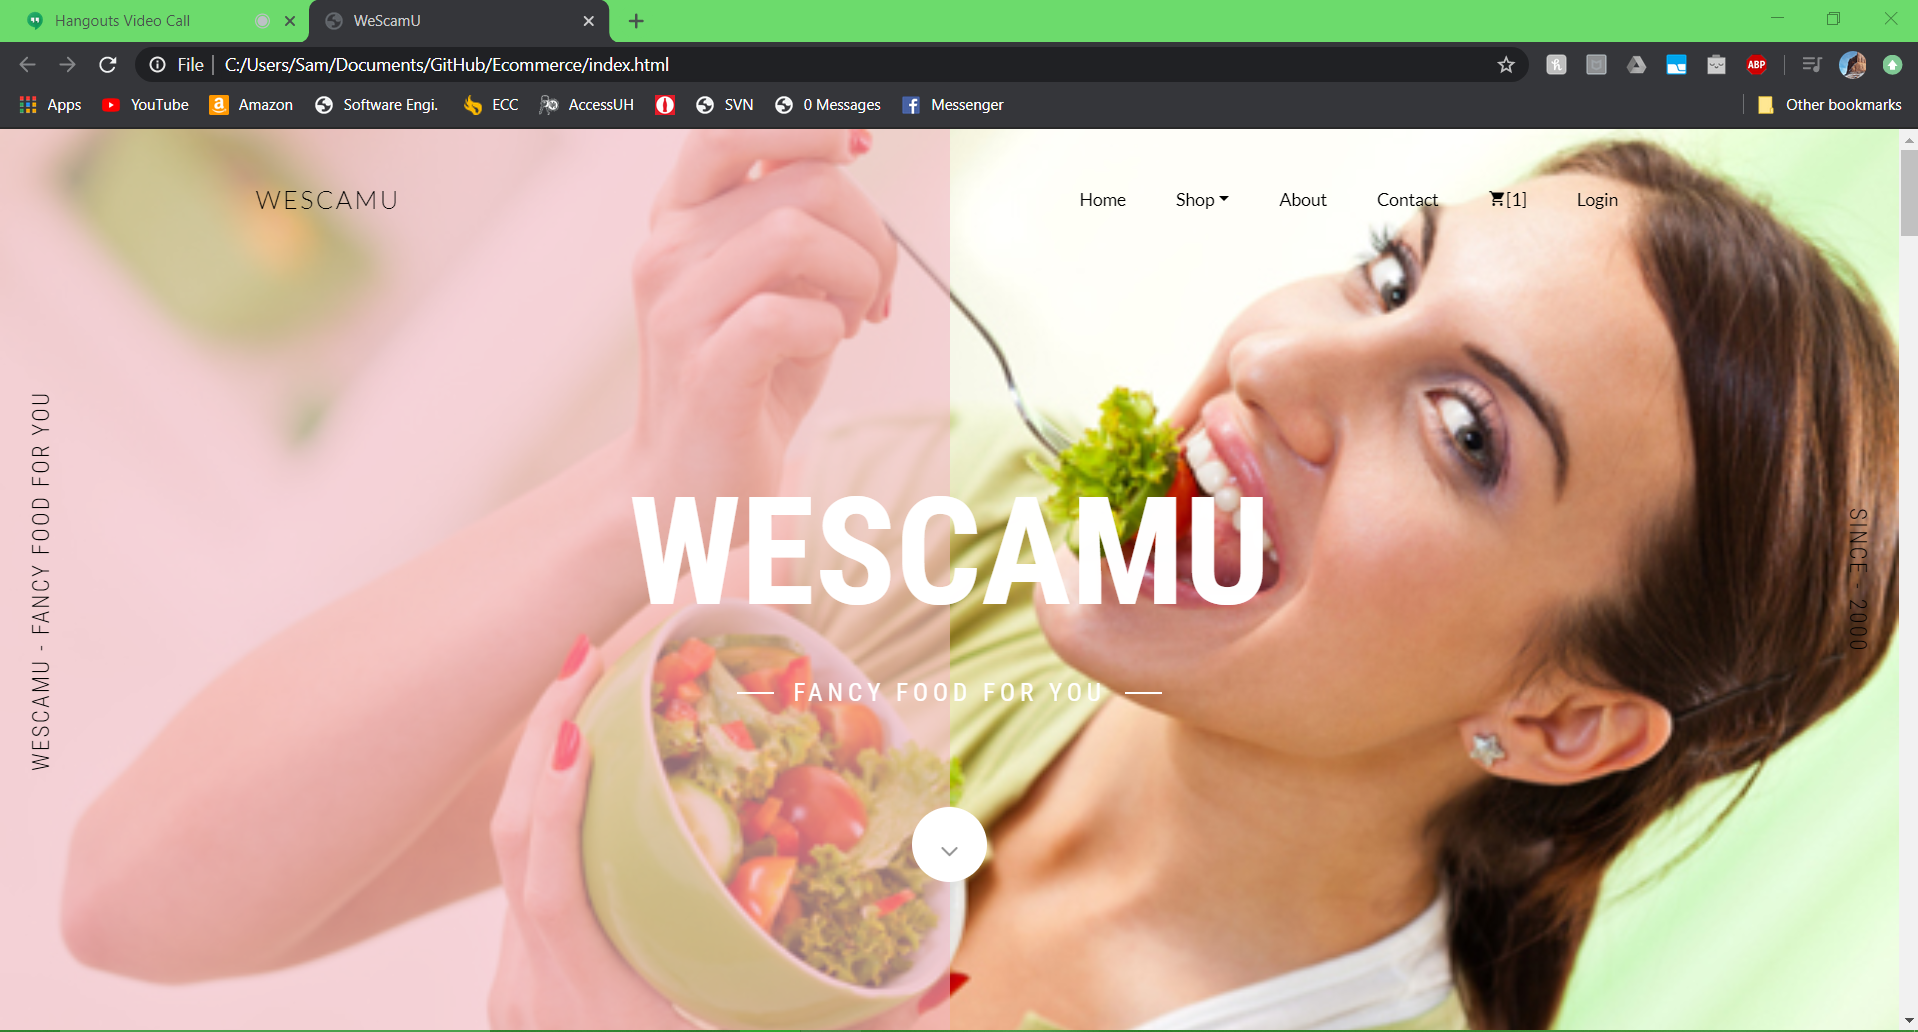 Hangouts Video Call
WeScamU
File
C:/Users/Sam/Documents/GitHub/Ecommerce/index.html
ABP
Apps
YouTube
Amazon
Software Engi.
ECC
AccessUH
SVN
0 Messages
Messenger
Other bookmarks
WESCAMU
Home
Shop
About
Contact
[1]
Login
WESCAMU - FANCY FOOD FOR YOU
WESCAMU
FANCY FOOD FOR YOU
SINCE - 2000